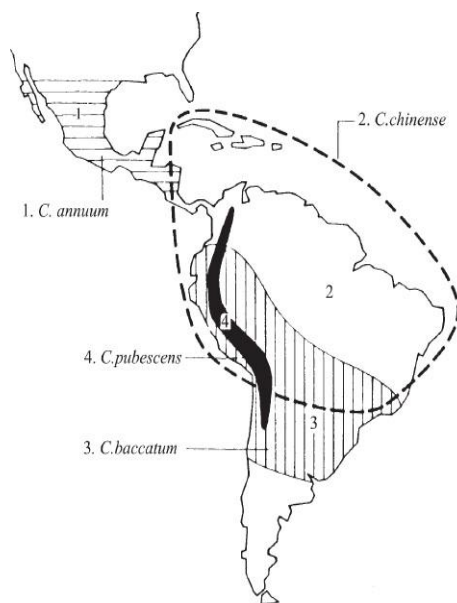 1
2. C.chinense
1. C. annuum
2
4
4. C.pubescens
3
3. C.baccatum